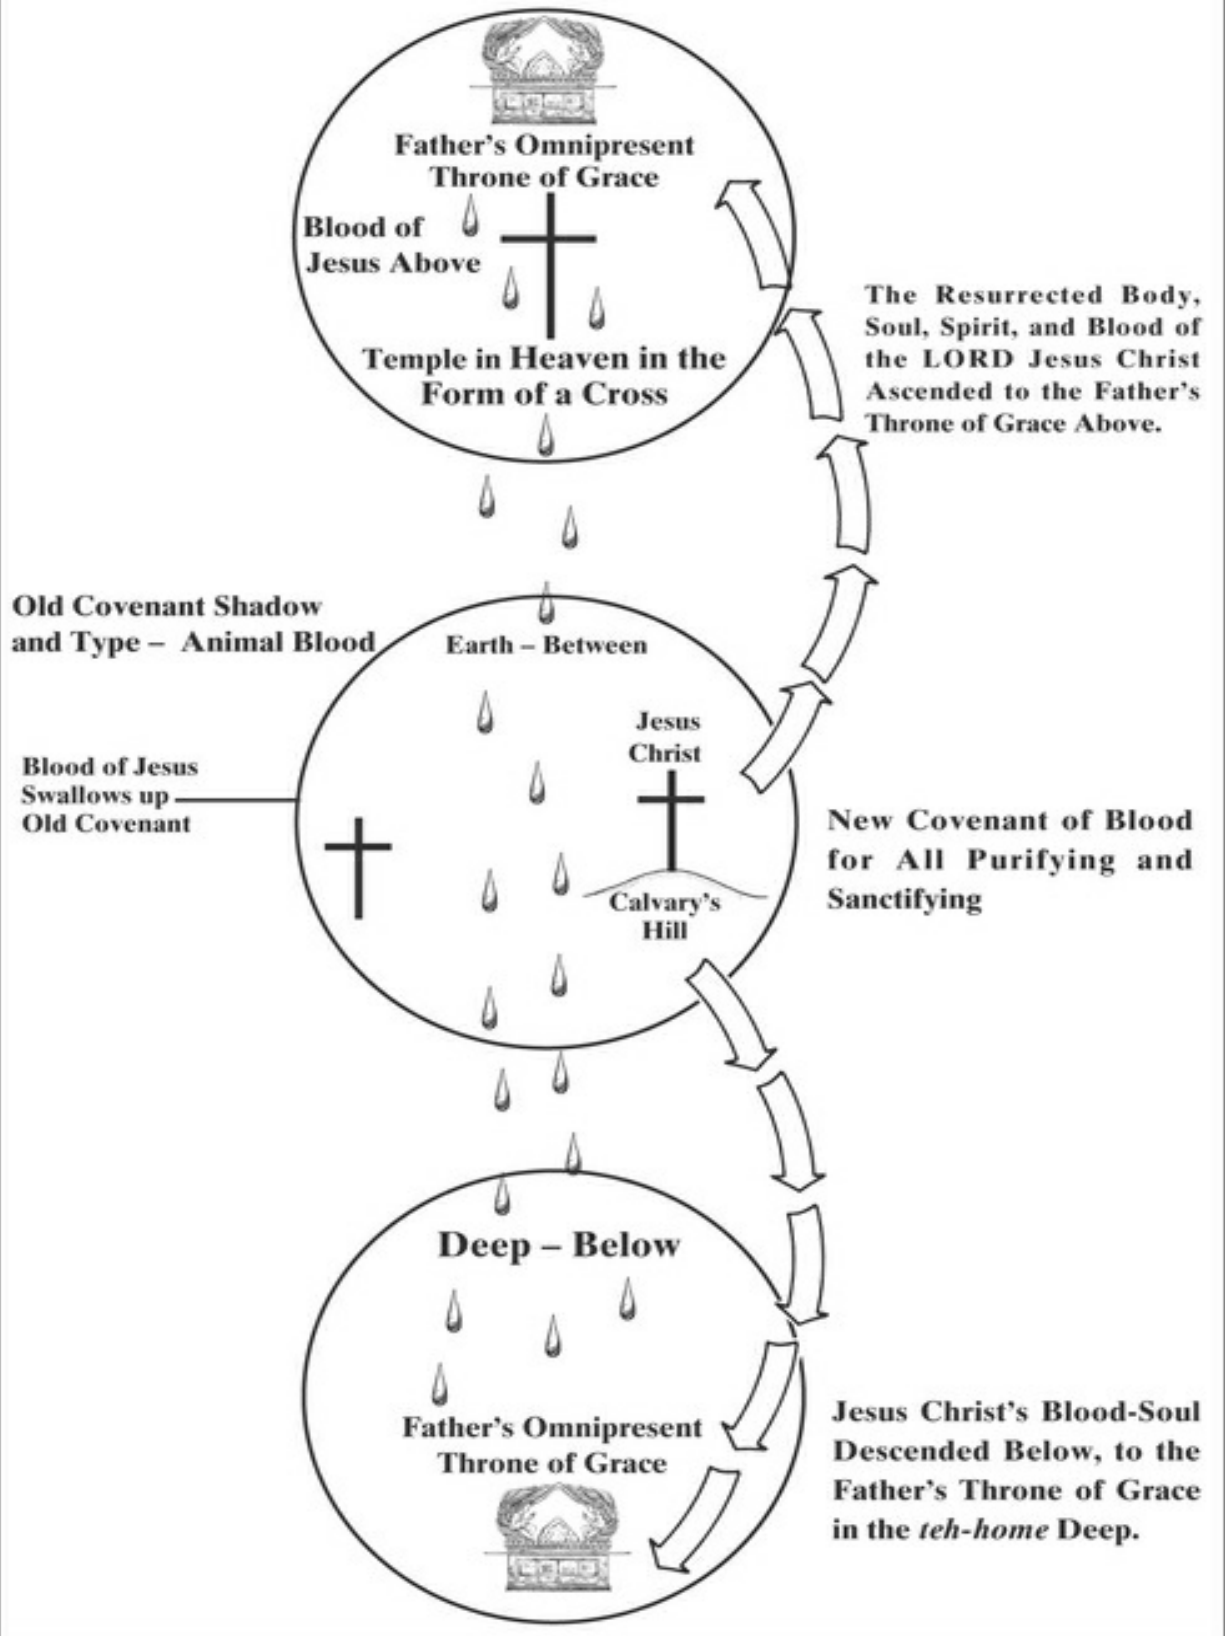 Father's Omnipresent
Throne of Grace
Blood of
Jesus Above
Temple in Heaven in the
Form of a Cross
The Resurrected Body,
Soul, Spirit, and Blood of
the LORD Jesus Christ
Ascended to the Father's
Throne of Grace Above.
Old Covenant Shadow
and Type – Animal Blood
Earth – Between
Jesus
Christ
Blood of Jesus
Swallows up
Old Covenant
Calvary's
Hill
New Covenant of Blood
for All Purifying and
Sanctifying
Deep – Below
Father's Omnipresent
Throne of Grace
Jesus Christ's Blood-Soul
Descended Below, to the
Father's Throne of Grace
in the teh-home Deep.